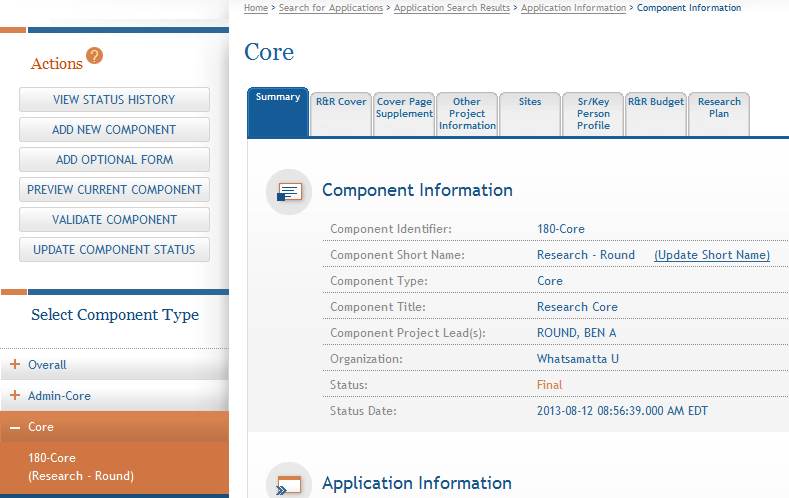 Home > Search for Applications > Application Search Results > Application Information > Component Information
Actions ?
VIEW STATUS HISTORY
ADD NEW COMPONENT
ADD OPTIONAL FORM
PREVIEW CURRENT COMPONENT
VALIDATE COMPONENT
UPDATE COMPONENT STATUS
Select Component Type
+ Overall
+ Admin-Core
– Core
180-Core
(Research - Round)
Core
Summary
R&R Cover
Cover Page
Supplement
Other
Project
Information
Sites
Sr/Key
Person
Profile
R&R Budget
Research
Plan
Component Information
Component Identifier: 180-Core
Component Short Name: Research - Round (Update Short Name)
Component Type: Core
Component Title: Research Core
Component Project Lead(s): ROUND, BEN A
Organization: Whatsamatta U
Status: Final
Status Date: 2013-08-12 08:56:39.000 AM EDT
Application Information